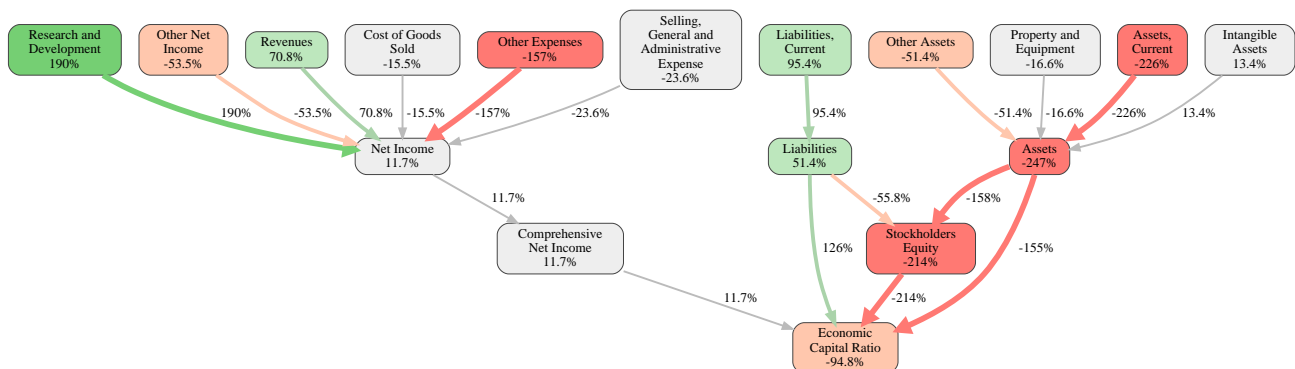 Research and
Development
190%
Other Net
Income
-53.5%
Revenues
70.8%
Cost of Goods
Sold
-15.5%
Other Expenses
-157%
Selling,
General and
Administrative
Expense
-23.6%
Liabilities,
Current
95.4%
Other Assets
-51.4%
Property and
Equipment
-16.6%
Assets,
Current
-226%
Intangible
Assets
13.4%
190%
-53.5%
70.8%
-15.5%
-157%
-23.6%
95.4%
-51.4%
-16.6%
-226%
13.4%
Net Income
11.7%
Liabilities
51.4%
Assets
-247%
11.7%
-55.8%
-158%
Comprehensive
Net Income
11.7%
126%
Stockholders
Equity
-214%
-155%
11.7%
-214%
Economic
Capital Ratio
-94.8%